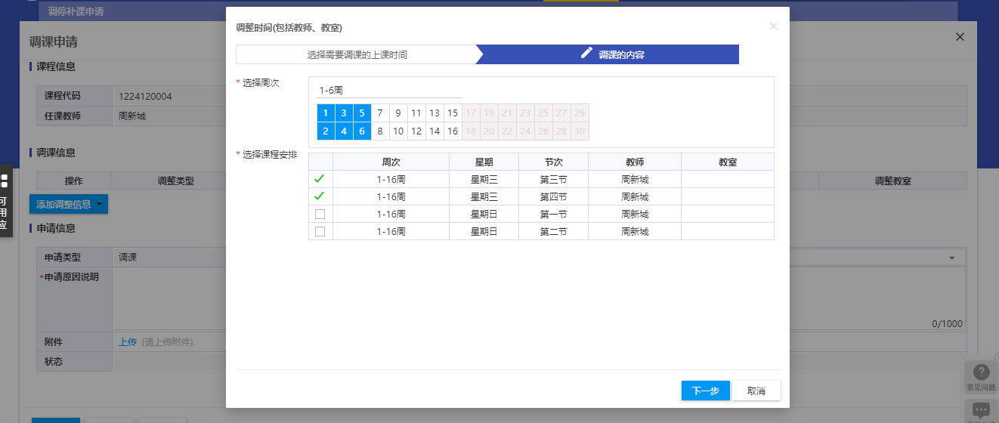 调停补课申请
调课申请
课程信息
课程代码 1224120004
任课教师 周新城
调课信息
操作 调整类型 调整教室
添加调整信息
申请信息
申请类型 调课
*申请原因说明
0/1000
附件 上传 (请上传附件)
状态
可用应
常见问题
调整时间(包括教师、教室)
选择需要调课的上课时间 调课的内容
* 选择周次
1-6周
1 3 5 7 9 11 13 15 17 19 21 23 25 27 29
2 4 6 8 10 12 14 16 18 20 22 24 26 28 30
* 选择课程安排
周次 星期 节次 教师 教室
1-16周 星期三 第三节 周新城
1-16周 星期三 第四节 周新城
1-16周 星期日 第一节 周新城
1-16周 星期日 第二节 周新城
下一步 取消